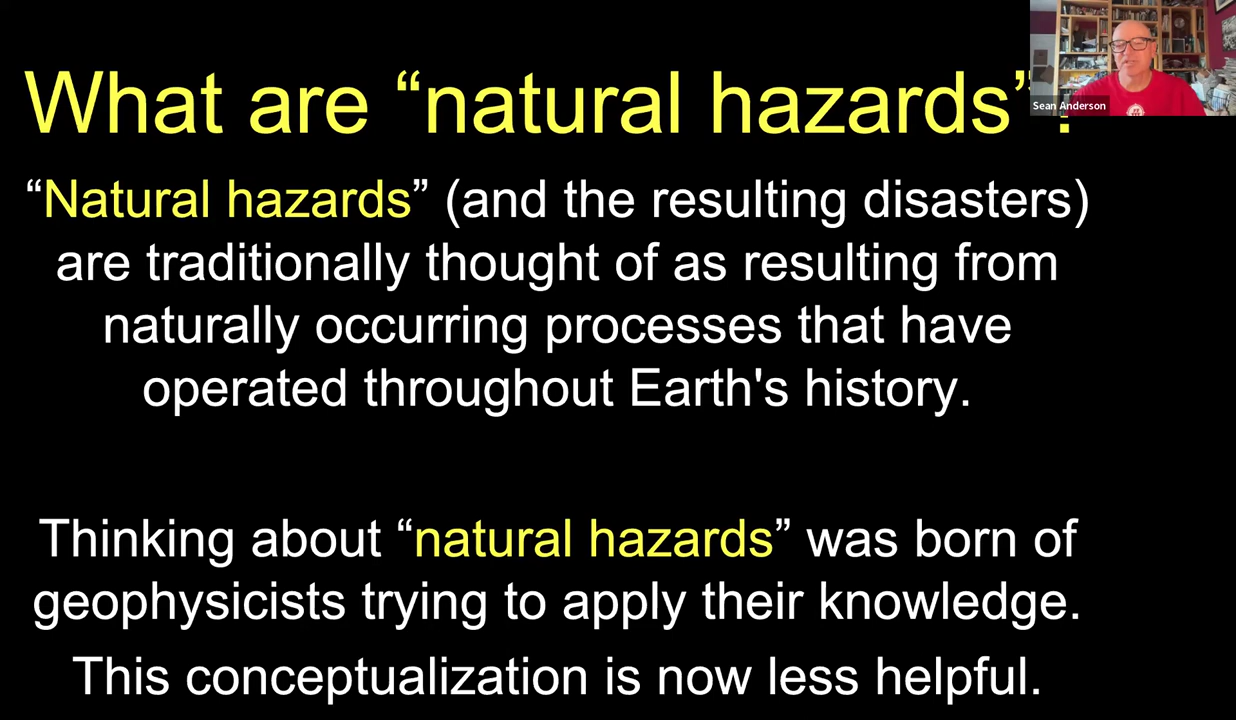 What are “natural hazards”?
Sean Anderson
“Natural hazards” (and the resulting disasters)
are traditionally thought of as resulting from
naturally occurring processes that have
operated throughout Earth's history.
Thinking about “natural hazards” was born of
geophysicists trying to apply their knowledge.
This conceptualization is now less helpful.